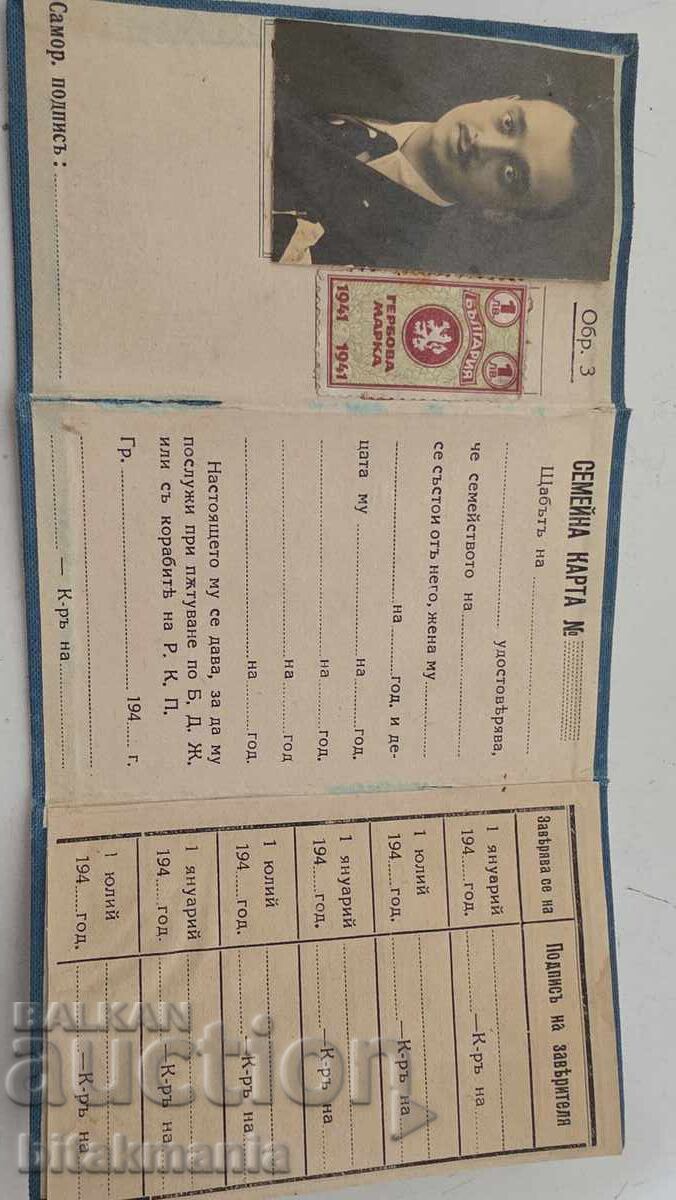 Обр. 3
1 ЛВ. БЪЛГАРИЯ 1 ЛВ.
ГЕРБОВА
МАРКА
1941 1941
Самор. подписъ:
СЕМЕЙНА КАРТА №
Щабътъ на
удостовѣрява,
че семейството на
се състои отъ него, жена му
на год. и де-
цата му на год.
на год.
на год
на год.
Настоящето му се дава, за да му
послужи при пѫтуване по Б. Д. Ж.
или съ корабитѣ на Р. К. П.
Гр. 194 г.
— К-ръ на
Завѣрява се на Подписъ на завѣрителя
1 януарий
194 год. — К-ръ на
1 юлий
194 год. — К-ръ на
1 януарий
194 год. — К-ръ на
1 юлий
194 год. — К-ръ на
1 януарий
194 год. — К-ръ на
1 юлий
194 год. — К-ръ на
BALKAN
auction
bitakmania